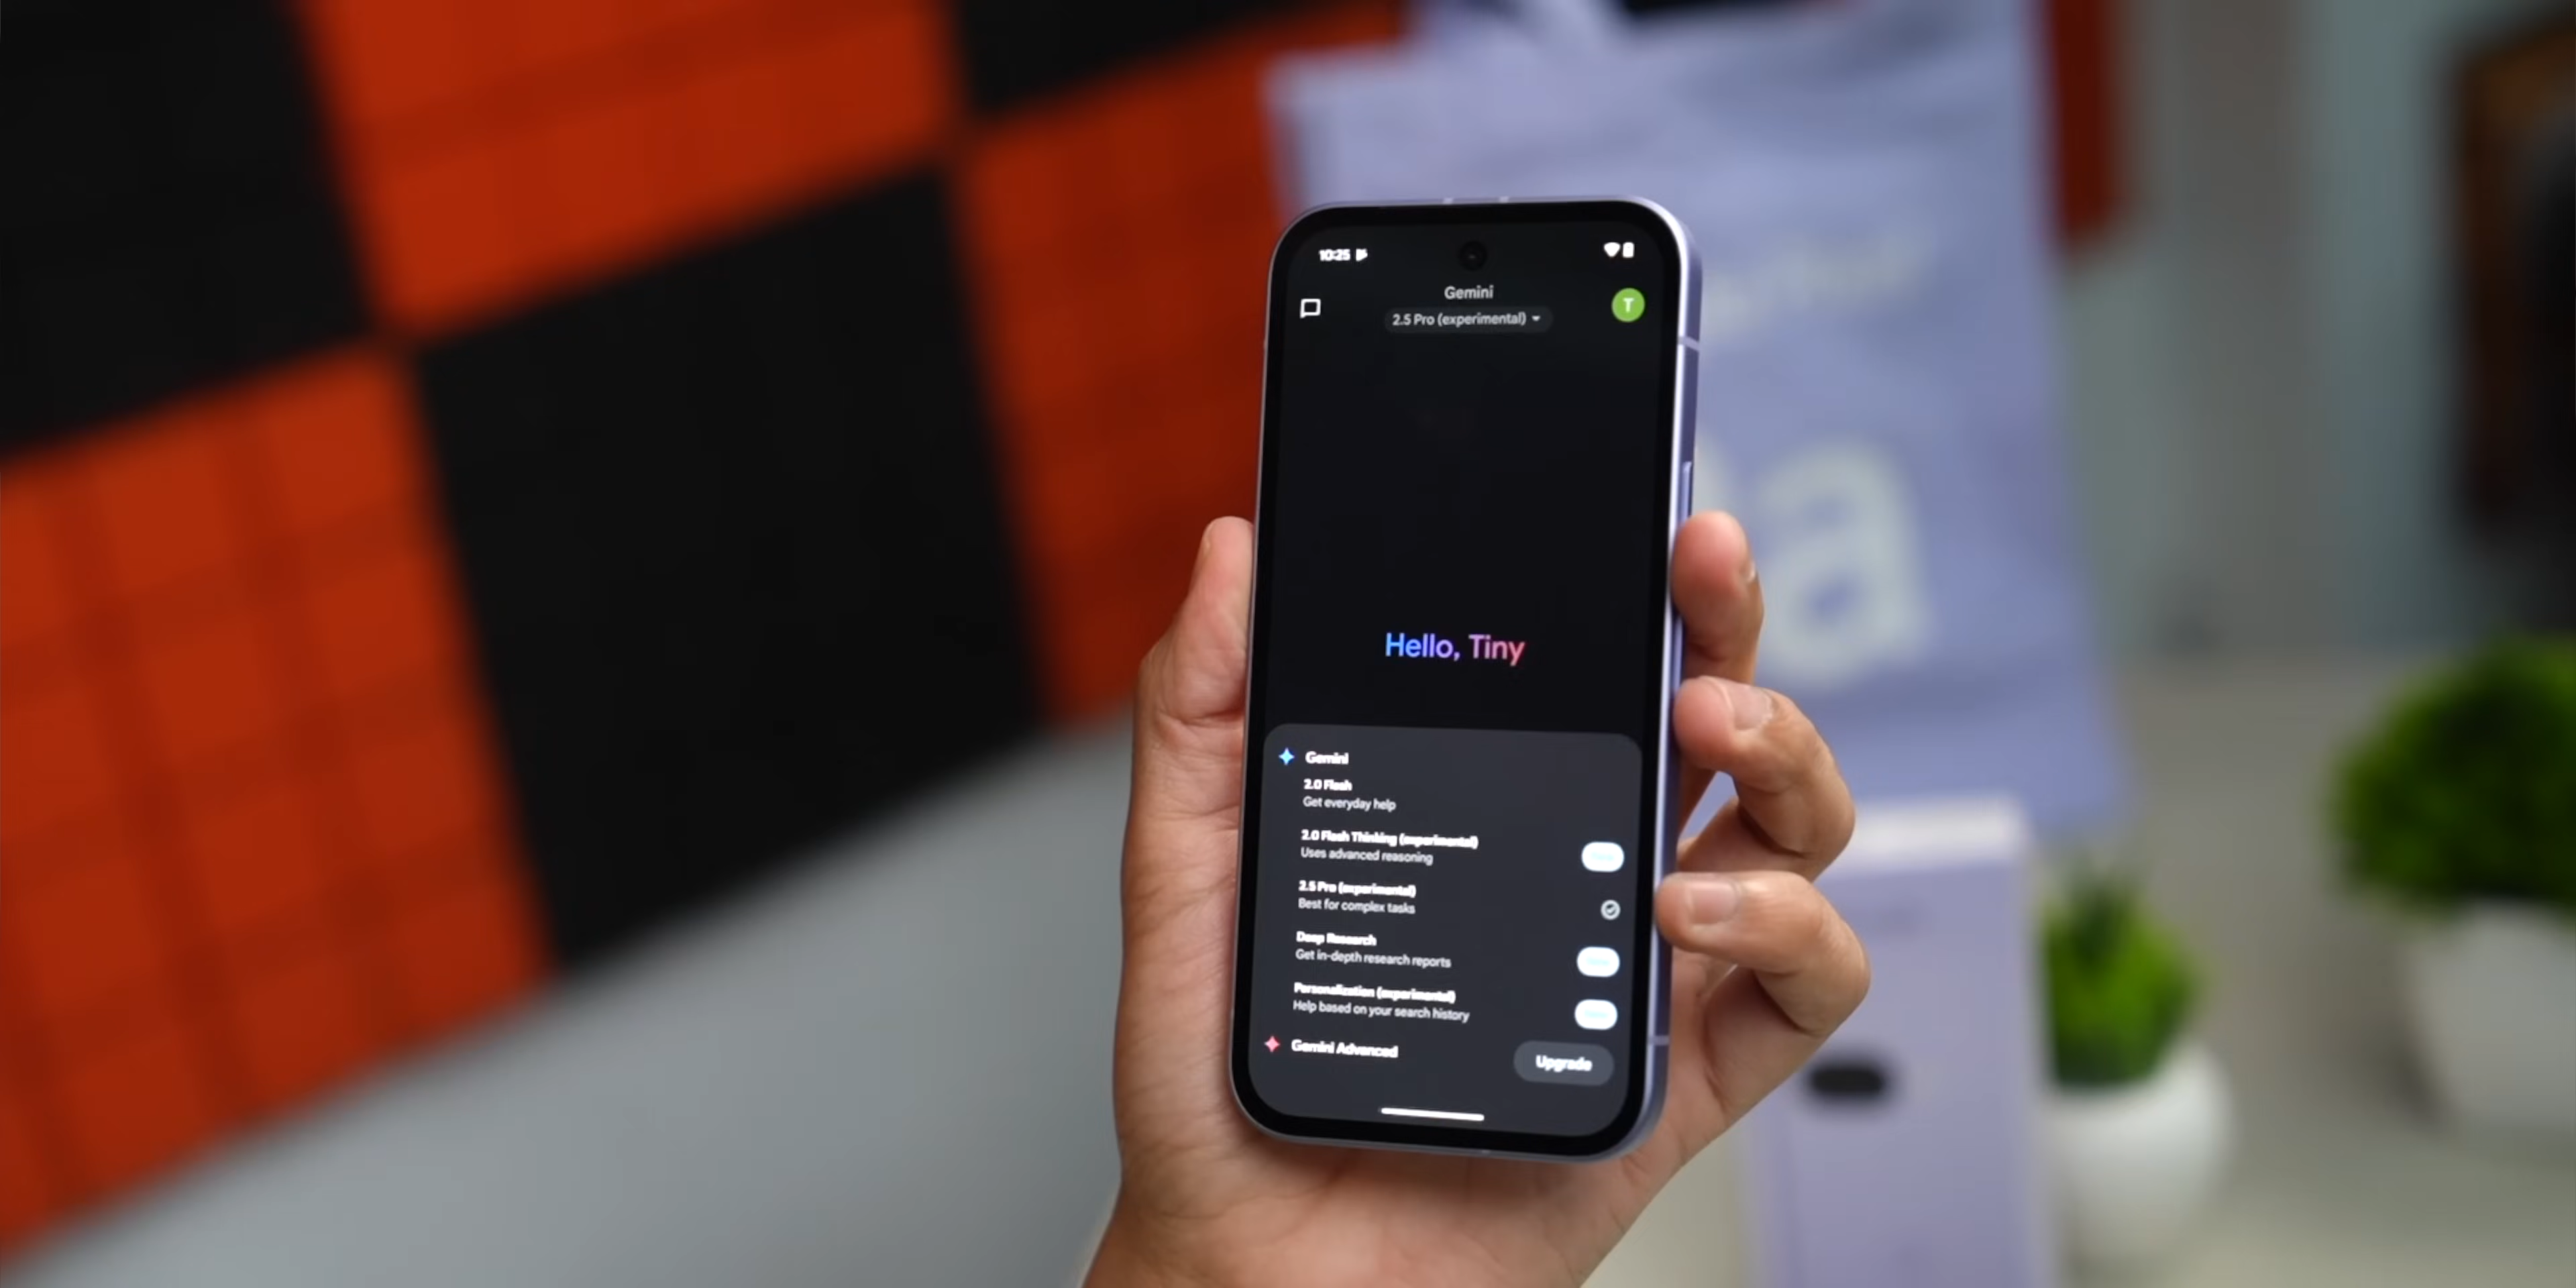 10:25
Gemini
2.5 Pro (experimental)
T
Hello, Tiny
Gemini
2.0 Flash
Get everyday help
2.0 Flash Thinking (experimental)
Uses advanced reasoning
2.5 Pro (experimental)
Best for complex tasks
Deep Research
Get in-depth research reports
Personalization (experimental)
Help based on your search history
Gemini Advanced
Upgrade
a